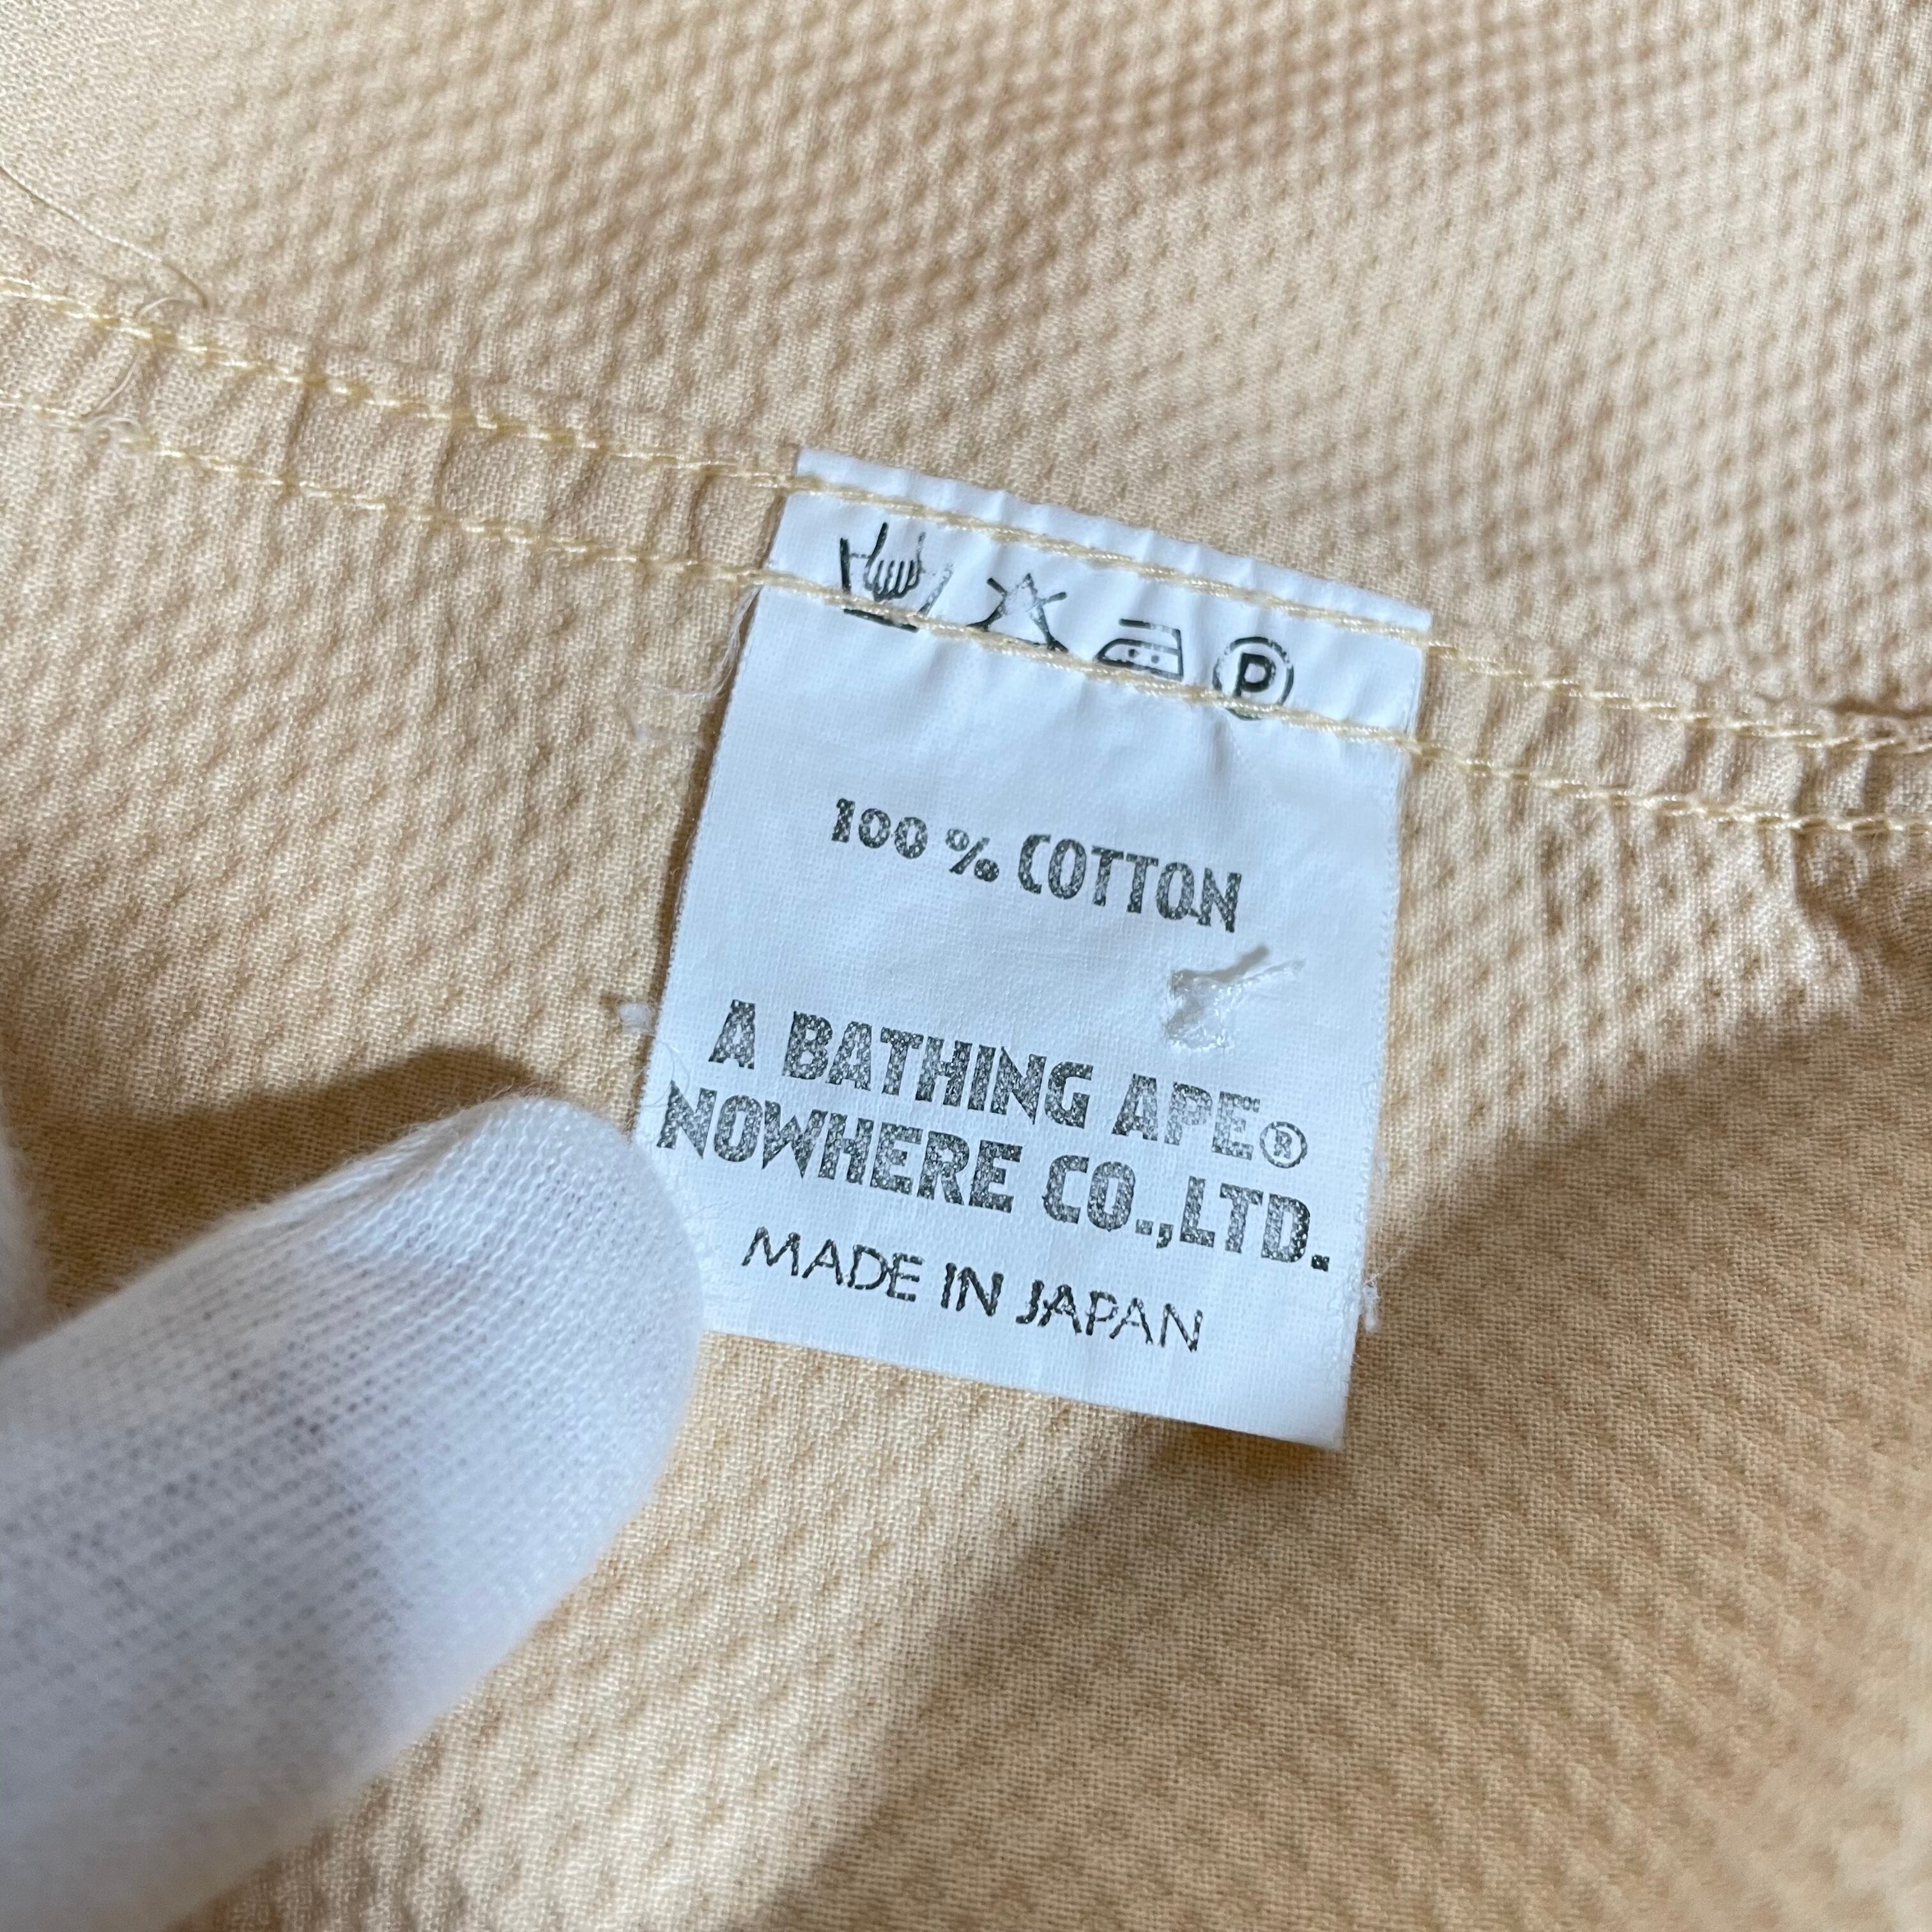 P
100% COTTON
A BATHING APE®
NOWHERE CO.,LTD.
MADE IN JAPAN